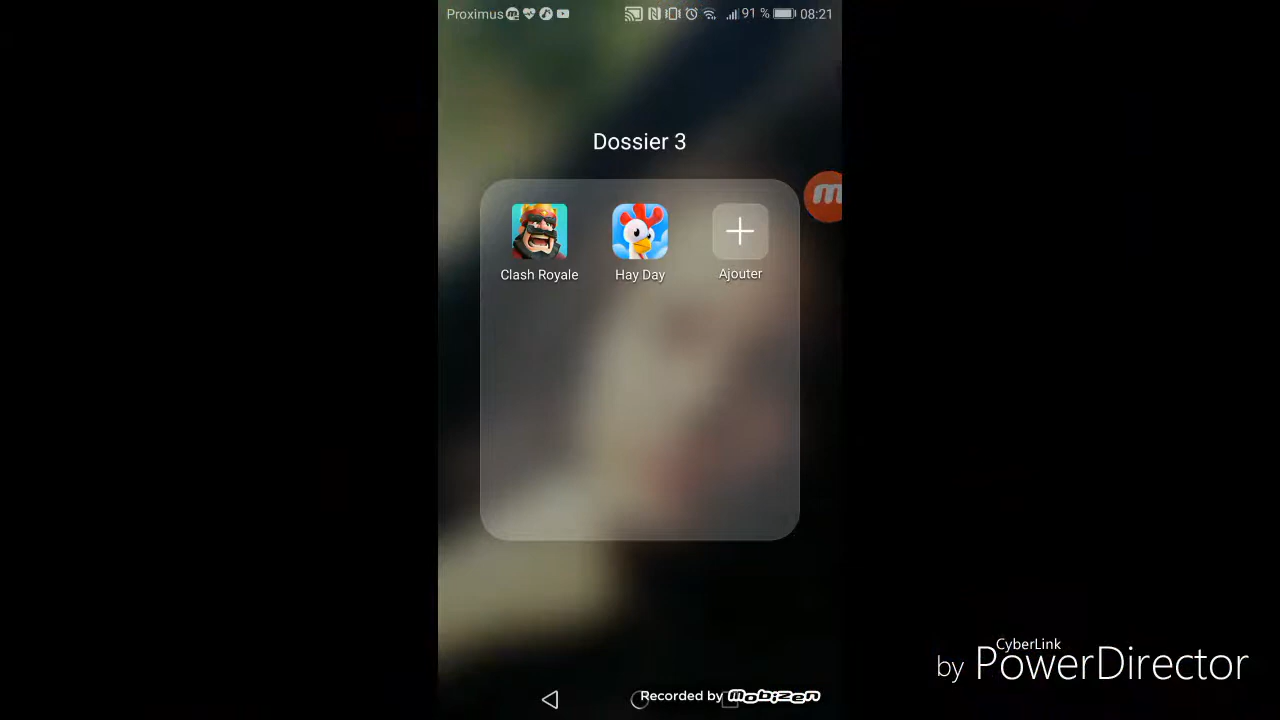 Proximus 91 % 08:21
Dossier 3
Clash Royale Hay Day Ajouter
CyberLink
by PowerDirector
Recorded by mobizen